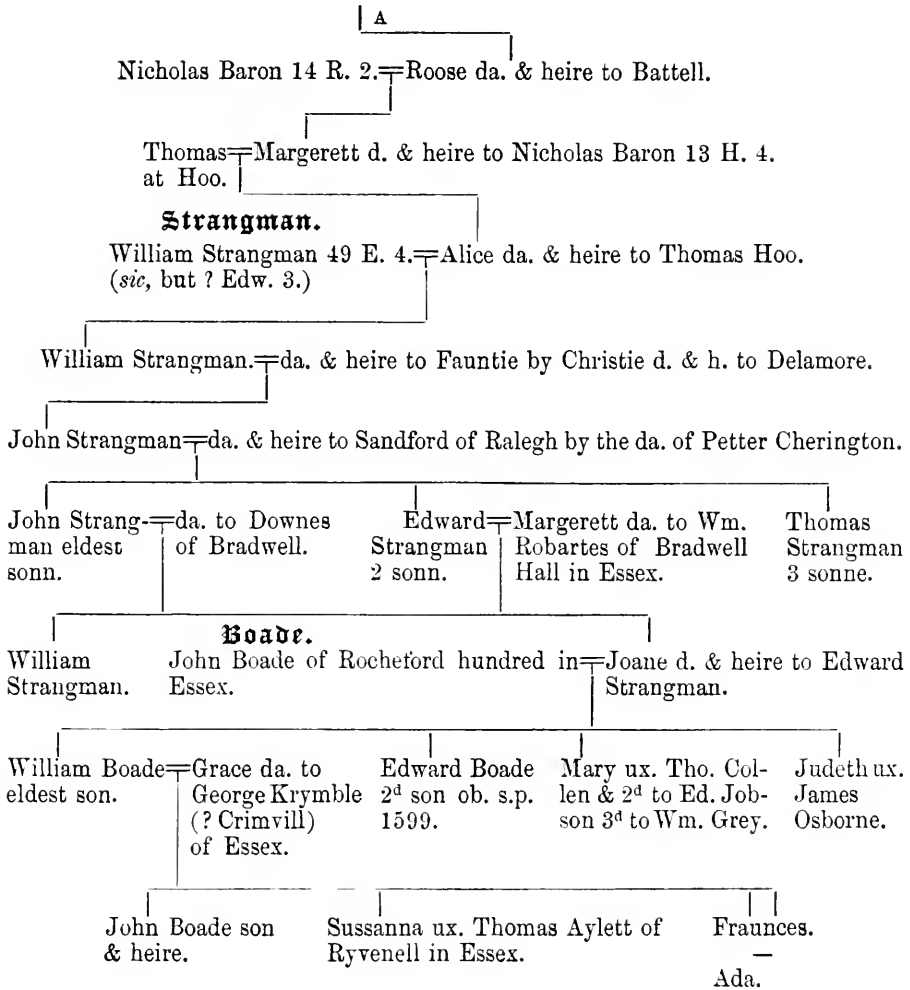 A
Nicholas Baron 14 R. 2.=Roose da. & heire to Battell.
Thomas=Margerett d. & heire to Nicholas Baron 13 H. 4.
at Hoo.
Strangman.
William Strangman 49 E. 4.=Alice da. & heire to Thomas Hoo.
(sic, but ? Edw. 3.)
William Strangman.=da. & heire to Fauntie by Christie d. & h. to Delamore.
John Strangman=da. & heire to Sandford of Ralegh by the da. of Petter Cherington.
John Strang-=da. to Downes
man eldest of Bradwell.
sonn.
Edward=Margerett da. to Wm.
Strangman Robartes of Bradwell
2 sonn. Hall in Essex.
Thomas
Strangman
3 sonne.
William
Strangman.
Boade.
John Boade of Rocheford hundred in=Joane d. & heire to Edward
Essex. Strangman.
William Boade=Grace da. to
eldest son. George Krymble
(? Crimvill)
of Essex.
Edward Boade
2d son ob. s.p.
1599.
Mary ux. Tho. Col-
len & 2d to Ed. Job-
son 3d to Wm. Grey.
Judeth ux.
James
Osborne.
John Boade son
& heire.
Sussanna ux. Thomas Aylett of
Ryvenell in Essex.
Fraunces.
—
Ada.